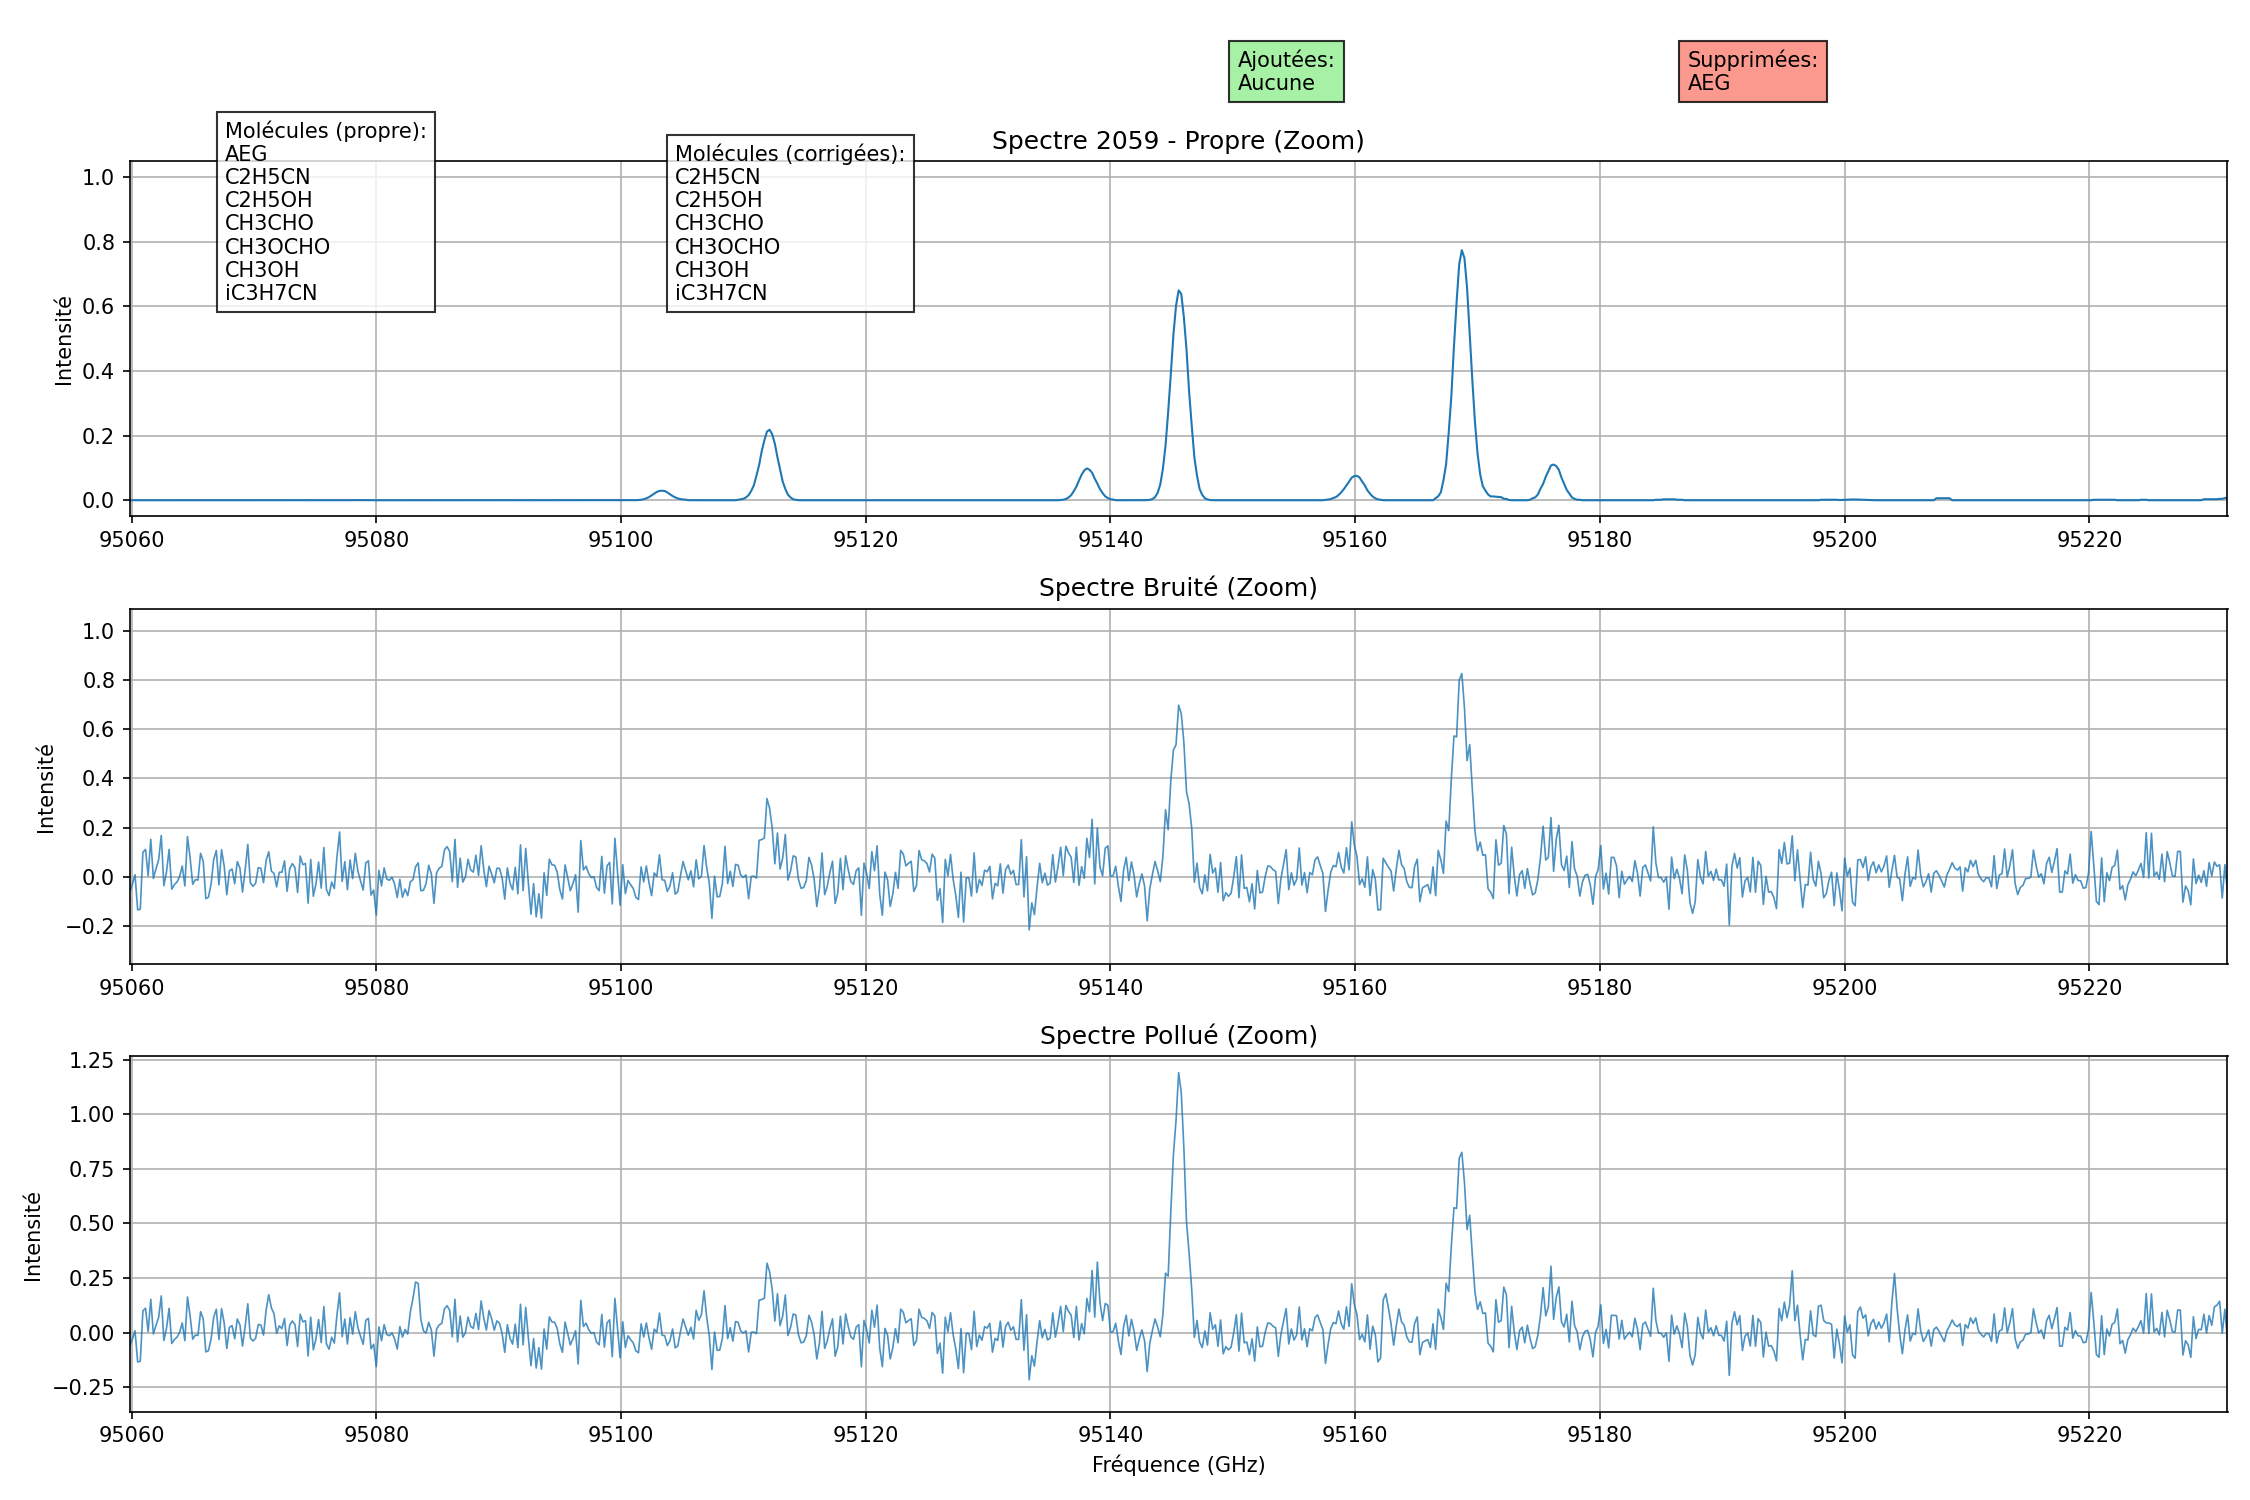 Ajoutées:
Aucune
Supprimées:
AEG
Molécules (propre):
AEG
C2H5CN
C2H5OH
CH3CHO
CH3OCHO
CH3OH
iC3H7CN
Molécules (corrigées):
C2H5CN
C2H5OH
CH3CHO
CH3OCHO
CH3OH
iC3H7CN
Spectre 2059 - Propre (Zoom)
Intensité
1.0
0.8
0.6
0.4
0.2
0.0
95060 95080 95100 95120 95140 95160 95180 95200 95220
Spectre Bruité (Zoom)
Intensité
1.0
0.8
0.6
0.4
0.2
0.0
−0.2
95060 95080 95100 95120 95140 95160 95180 95200 95220
Spectre Pollué (Zoom)
Intensité
1.25
1.00
0.75
0.50
0.25
0.00
−0.25
95060 95080 95100 95120 95140 95160 95180 95200 95220
Fréquence (GHz)